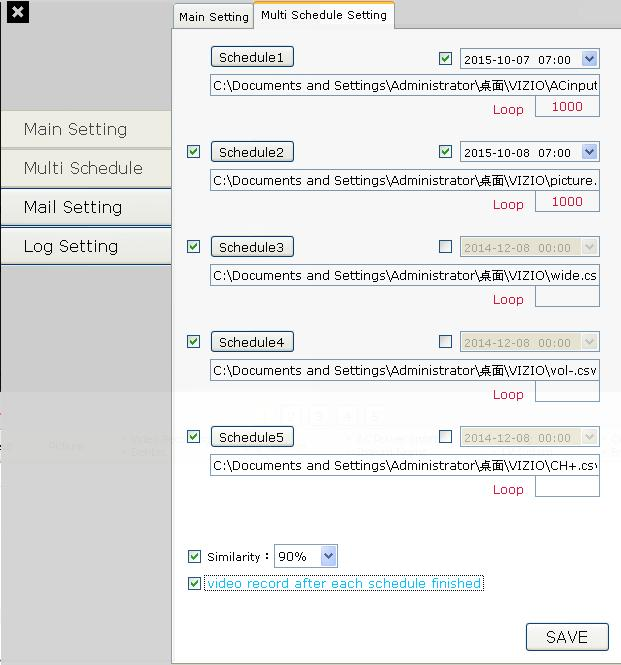 Main Setting
Multi Schedule Setting
Main Setting
Multi Schedule
Mail Setting
Log Setting
Schedule1
2015-10-07 07:00
C:\Documents and Settings\Administrator\桌面\VIZIO\ACinput
Loop 1000
Schedule2
2015-10-08 07:00
C:\Documents and Settings\Administrator\桌面\VIZIO\picture.
Loop 1000
Schedule3
2014-12-08 00:00
C:\Documents and Settings\Administrator\桌面\VIZIO\wide.cs
Loop
Schedule4
2014-12-08 00:00
C:\Documents and Settings\Administrator\桌面\VIZIO\vol-.csv
Loop
Schedule5
2014-12-08 00:00
C:\Documents and Settings\Administrator\桌面\VIZIO\CH+.csv
Loop
Similarity : 90%
video record after each schedule finished
SAVE